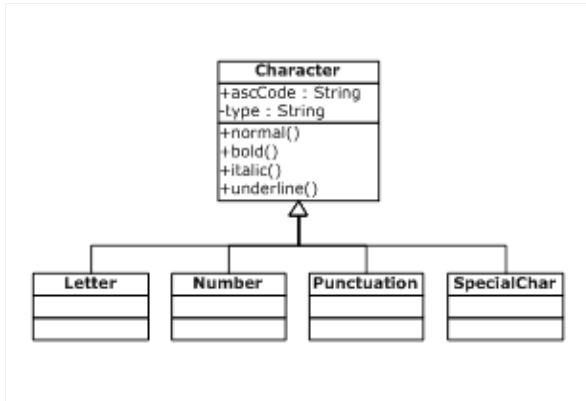 Character
+ascCode : String
-type : String
+normal()
+bold()
+italic()
+underline()
Letter
Number
Punctuation
SpecialChar